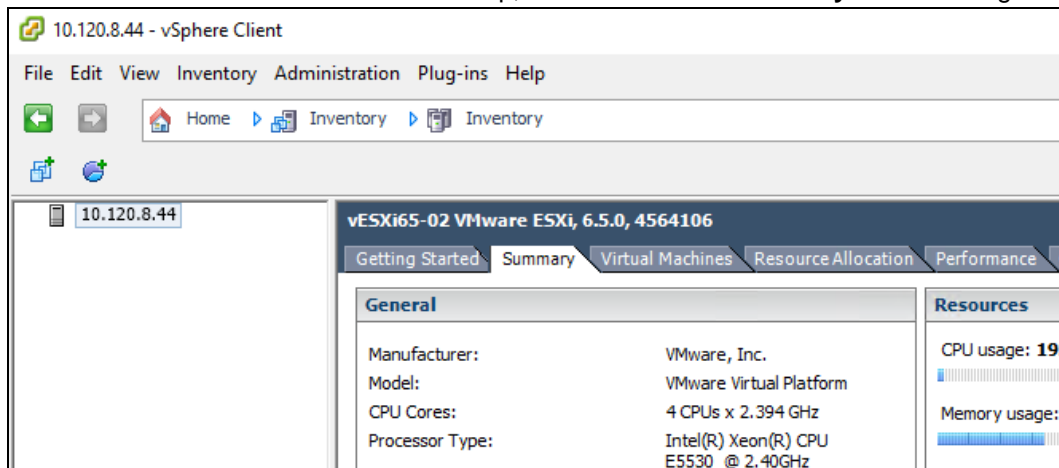 10.120.8.44 - vSphere Client
File Edit View Inventory Administration Plug-ins Help
Home Inventory Inventory
10.120.8.44
vESXi65-02 VMware ESXi, 6.5.0, 4564106
Getting Started Summary Virtual Machines Resource Allocation Performance
General
Manufacturer: VMware, Inc.
Model: VMware Virtual Platform
CPU Cores: 4 CPUs x 2.394 GHz
Processor Type: Intel(R) Xeon(R) CPU
E5530 @ 2.40GHz
Resources
CPU usage: 19
Memory usage: